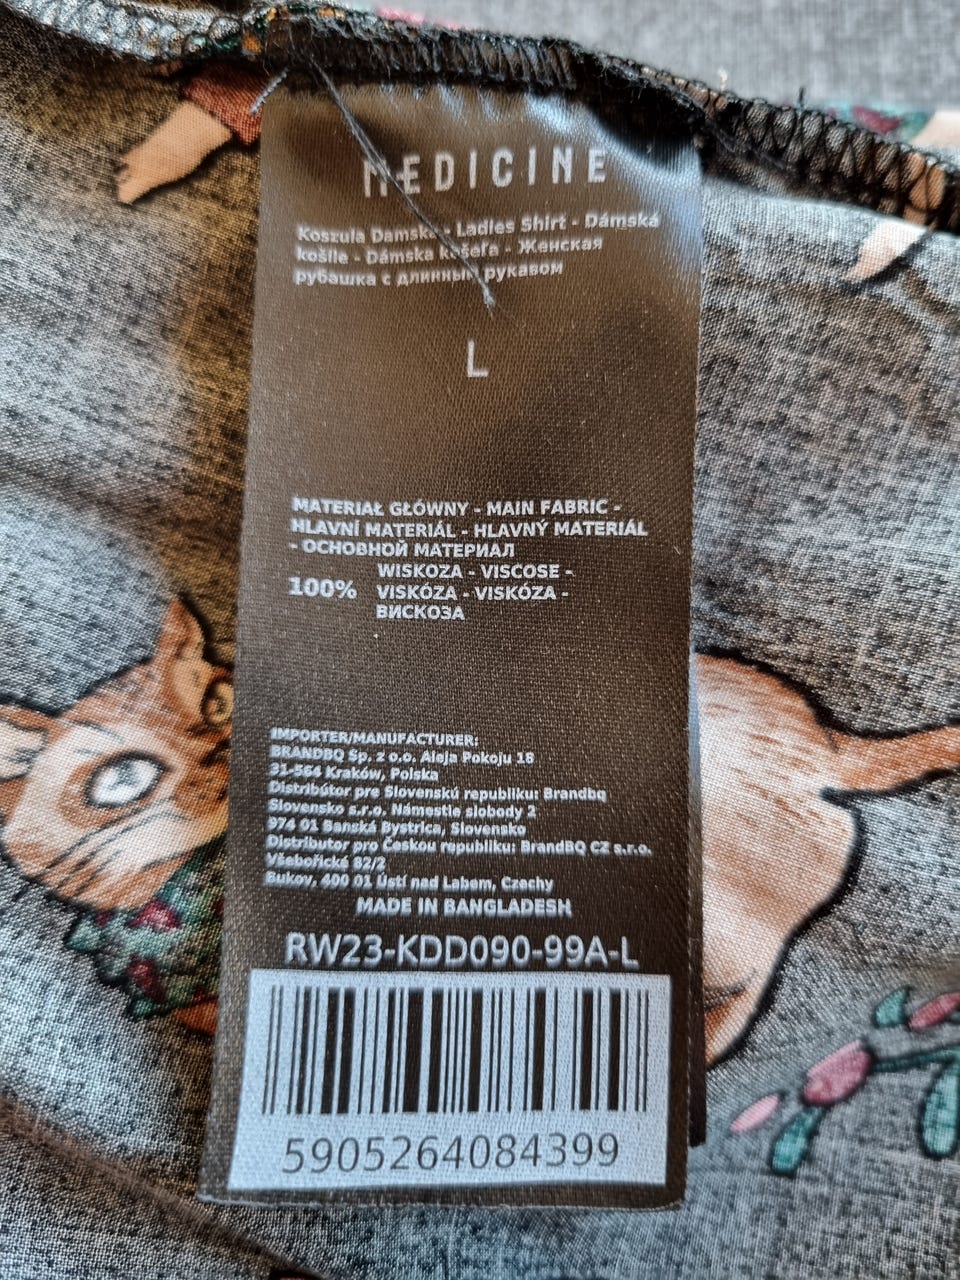 MEDICINE
Koszula Damska - Ladies Shirt - Dámská
košile - Dámska košeľa - Женская
рубашка с длинным рукавом
L
MATERIAŁ GŁÓWNY - MAIN FABRIC -
HLAVNÍ MATERIÁL - HLAVNÝ MATERIÁL
- ОСНОВНОЙ МАТЕРИАЛ
100% WISKOZA - VISCOSE -
VISKÓZA - VISKÓZA -
ВИСКОЗА
IMPORTER/MANUFACTURER:
BRANDBQ Sp. z o.o. Aleja Pokoju 18
31-564 Kraków, Polska
Distribútor pre Slovenskú republiku: Brandbq
Slovensko s.r.o. Námestie slobody 2
974 01 Banská Bystrica, Slovensko
Distributor pro Českou republiku: BrandBQ CZ s.r.o.
Všebořická 82/2
Bukov, 400 01 Ústí nad Labem, Czechy
MADE IN BANGLADESH
RW23-KDD090-99A-L
5905264084399